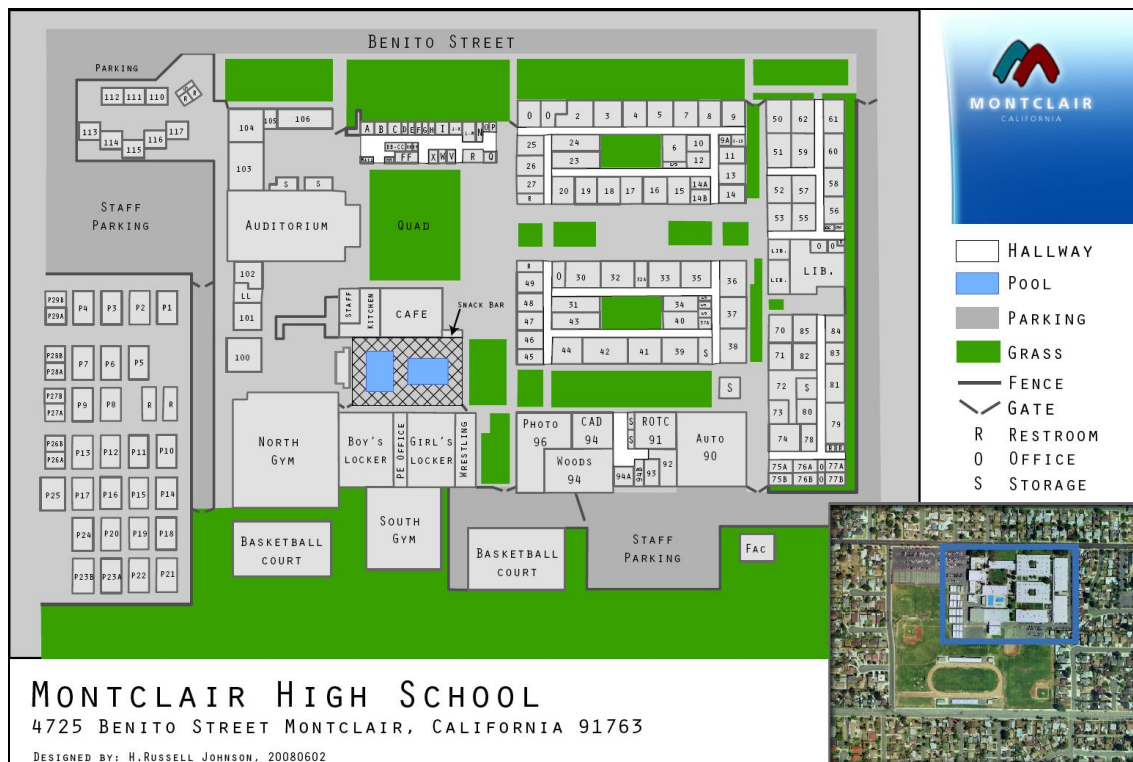 BENITO STREET
PARKING
112 111 110
S
R R
113 114 115 116 117
STAFF
PARKING
104
105 106
103
S S
AUDITORIUM
102
LL
101
100
A B C D E F G H I J-K L-M N O P
BB-CC
DD FF X W V R Q
QUAD
STAFF
KITCHEN
CAFE
SNACK BAR
O O 2 3 4 5 7 8 9
25 24 6 10 9A
26 23 S 12 11
27 13
R 20 19 18 17 16 15 14A 14
14B
R O 30 32 32A 33 35 36
49
48 31 34 S
47 43 40 S 37
37A
46
45 44 42 41 39 S 38
S
50 62 61
51 59 60
52 57 58
53 55 56
LIB. O O
LIB. LIB.
70 85 84
71 82 83
72 S 81
73 80 79
74 78
R R
75A 76A O 77A
75B 76B O 77B
P29B P4 P3 P2 P1
P29A
P28B P7 P6 P5
P28A
P27B P9 P8 R R
P27A
P26B P13 P12 P11 P10
P26A
P25 P17 P16 P15 P14
P24 P20 P19 P18
P23B P23A P22 P21
NORTH
GYM
BOY'S
LOCKER
PE OFFICE
GIRL'S
LOCKER
WRESTLING
PHOTO
96
CAD
94
S
S
ROTC
91
AUTO
90
WOODS
94
94A 94B 93 92
BASKETBALL
COURT
SOUTH
GYM
BASKETBALL
COURT
STAFF
PARKING
FAC
MONTCLAIR
CALIFORNIA
HALLWAY
POOL
PARKING
GRASS
FENCE
GATE
R RESTROOM
O OFFICE
S STORAGE
MONTCLAIR HIGH SCHOOL
4725 BENITO STREET MONTCLAIR, CALIFORNIA 91763
DESIGNED BY: H.RUSSELL JOHNSON, 20080602